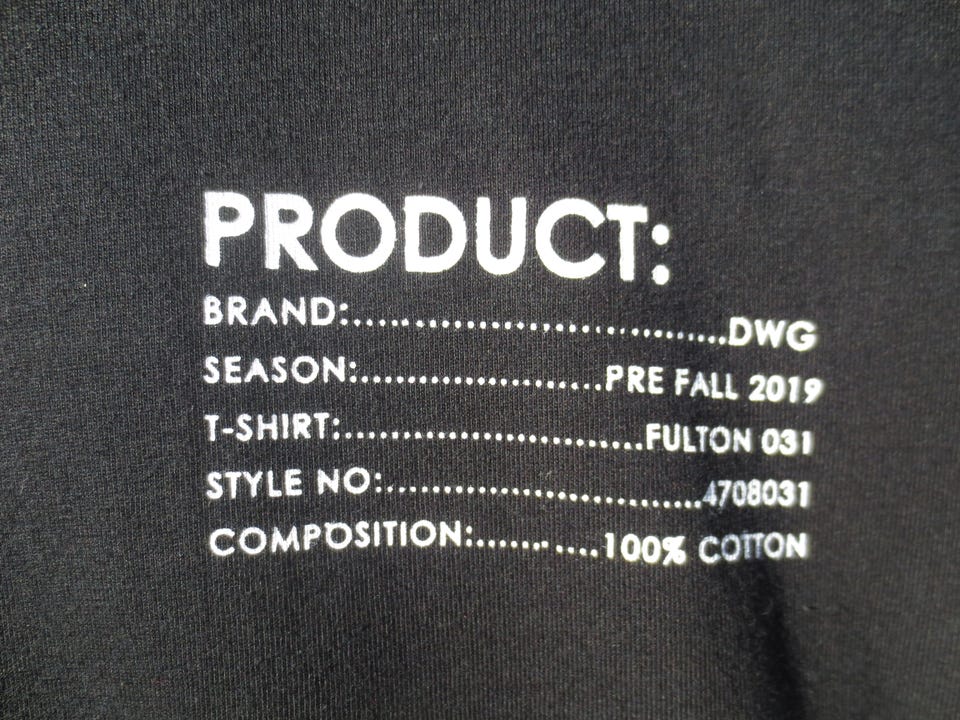 PRODUCT:
BRAND:................................DWG
SEASON:.....................PRE FALL 2019
T-SHIRT:..........................FULTON 031
STYLE NO:...........................4708031
COMPOSITION:...........100% COTTON